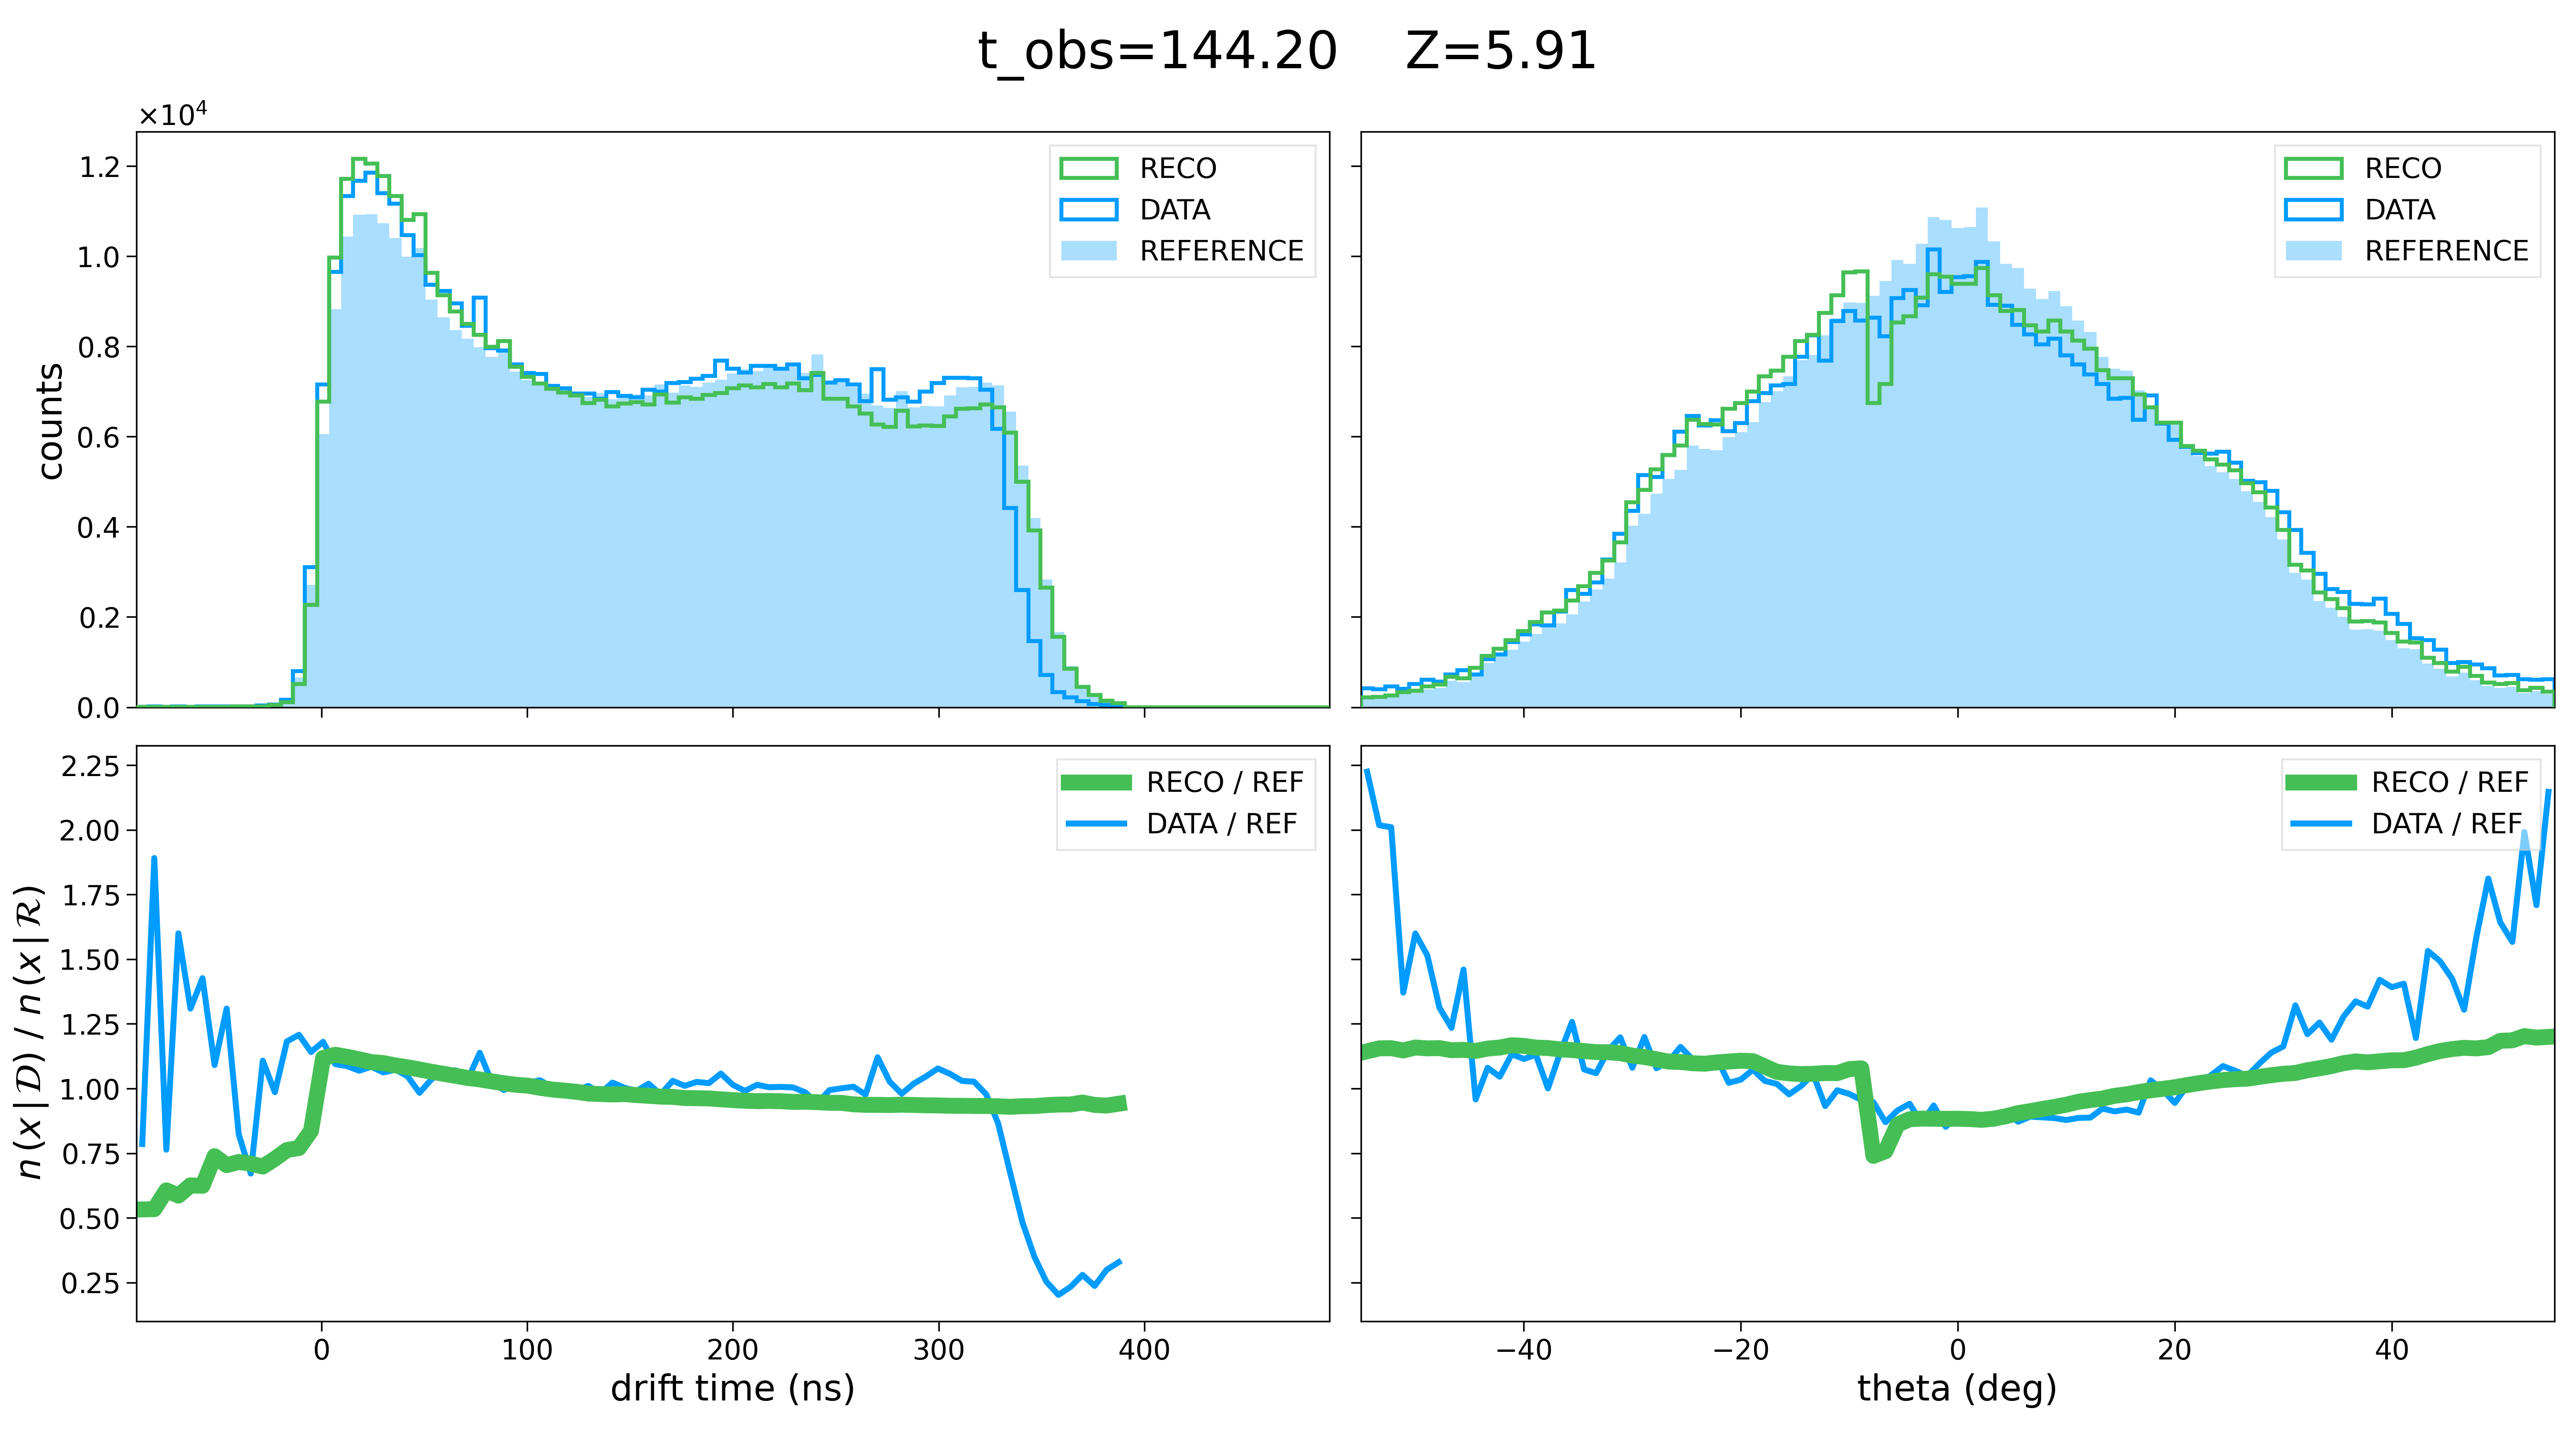 t_obs=144.20 Z=5.91
×10⁴
1.2
1.0
0.8
0.6
0.4
0.2
0.0
counts
RECO
DATA
REFERENCE
RECO
DATA
REFERENCE
2.25
2.00
1.75
1.50
1.25
1.00
0.75
0.50
0.25
n(x|𝒟) / n(x|ℛ)
RECO / REF
DATA / REF
0 100 200 300 400
drift time (ns)
RECO / REF
DATA / REF
−40 −20 0 20 40
theta (deg)